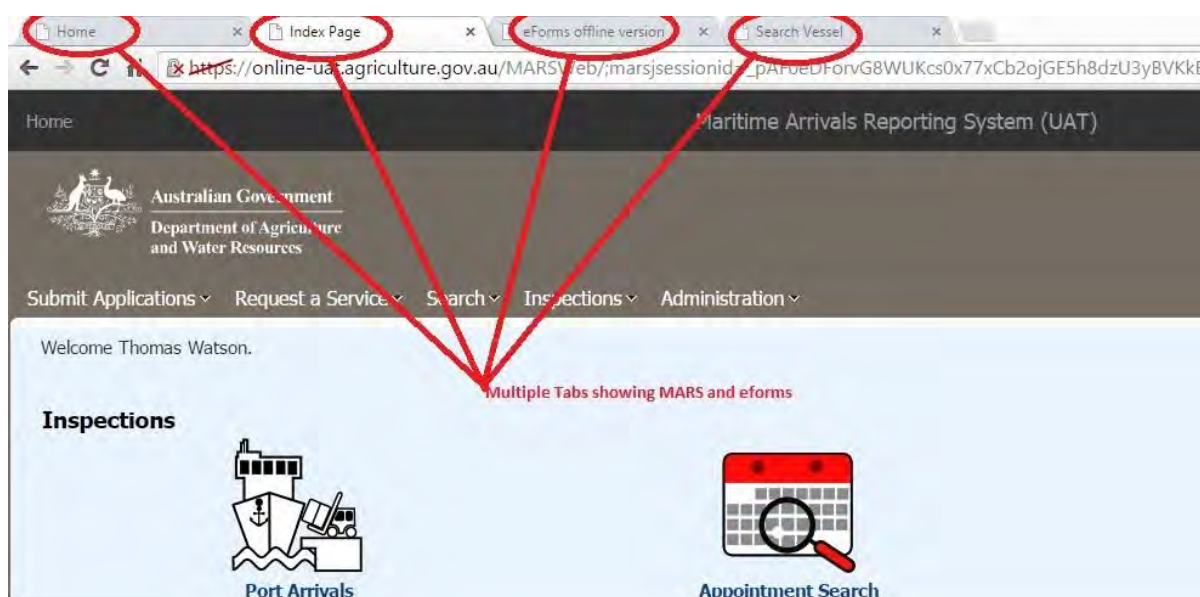 Home Index Page eForms offline version Search Vessel
https://online-uat.agriculture.gov.au/MARSWeb/;marsjsessionid=
Home Maritime Arrivals Reporting System (UAT)
Australian Government
Department of Agriculture
and Water Resources
Submit Applications Request a Service Search Inspections Administration
Welcome Thomas Watson.
Multiple Tabs showing MARS and eforms
Inspections
Port Arrivals Appointment Search